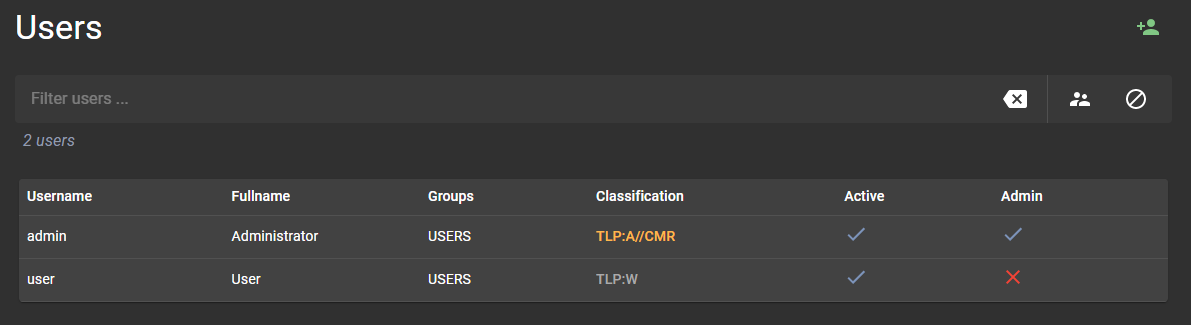 Users
Filter users ...
2 users
Username Fullname Groups Classification Active Admin
admin Administrator USERS TLP:A//CMR
user User USERS TLP:W